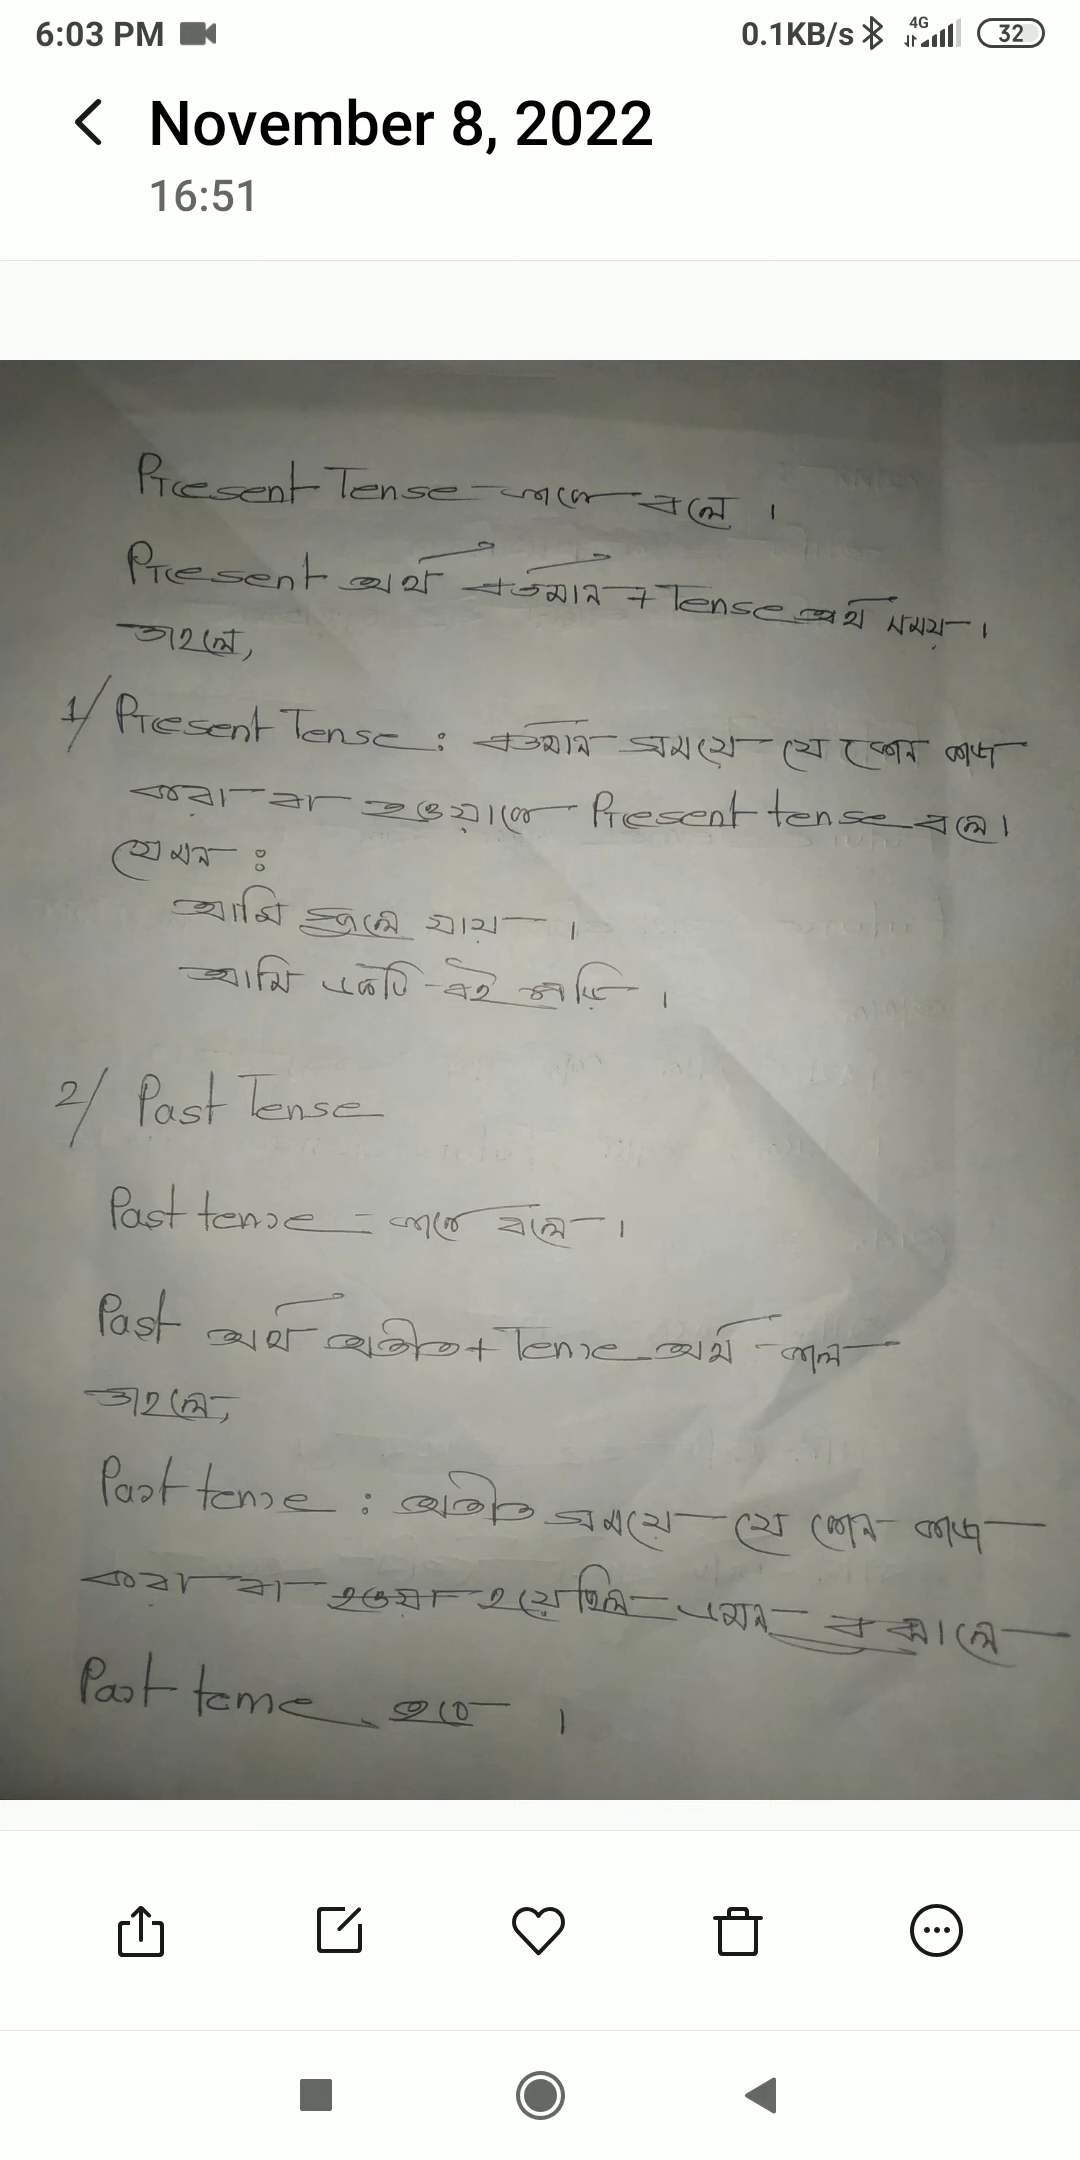 6:03 PM 0.1KB/s 4G 32
November 8, 2022
16:51
Present Tense কাকে বলে ।
Present অর্থ বর্তমান + Tense অর্থ সময় ।
তাহলে,
1/ Present Tense : বর্তমান সময়ে যে কোন কাজ
করা বা হওয়াকে Present tense বলে।
যেমন :
আমি স্কুলে যায় ।
আমি একটি বই পড়ি ।
2/ Past Tense
Past tense - কাকে বলে ।
Past অর্থ অতীত + Tense অর্থ কাল
তাহলে,
Past tense : অতীত সময়ে যে কোন কাজ
করা বা হওয়া হয়েছিল এমন
Past tense হবে ।